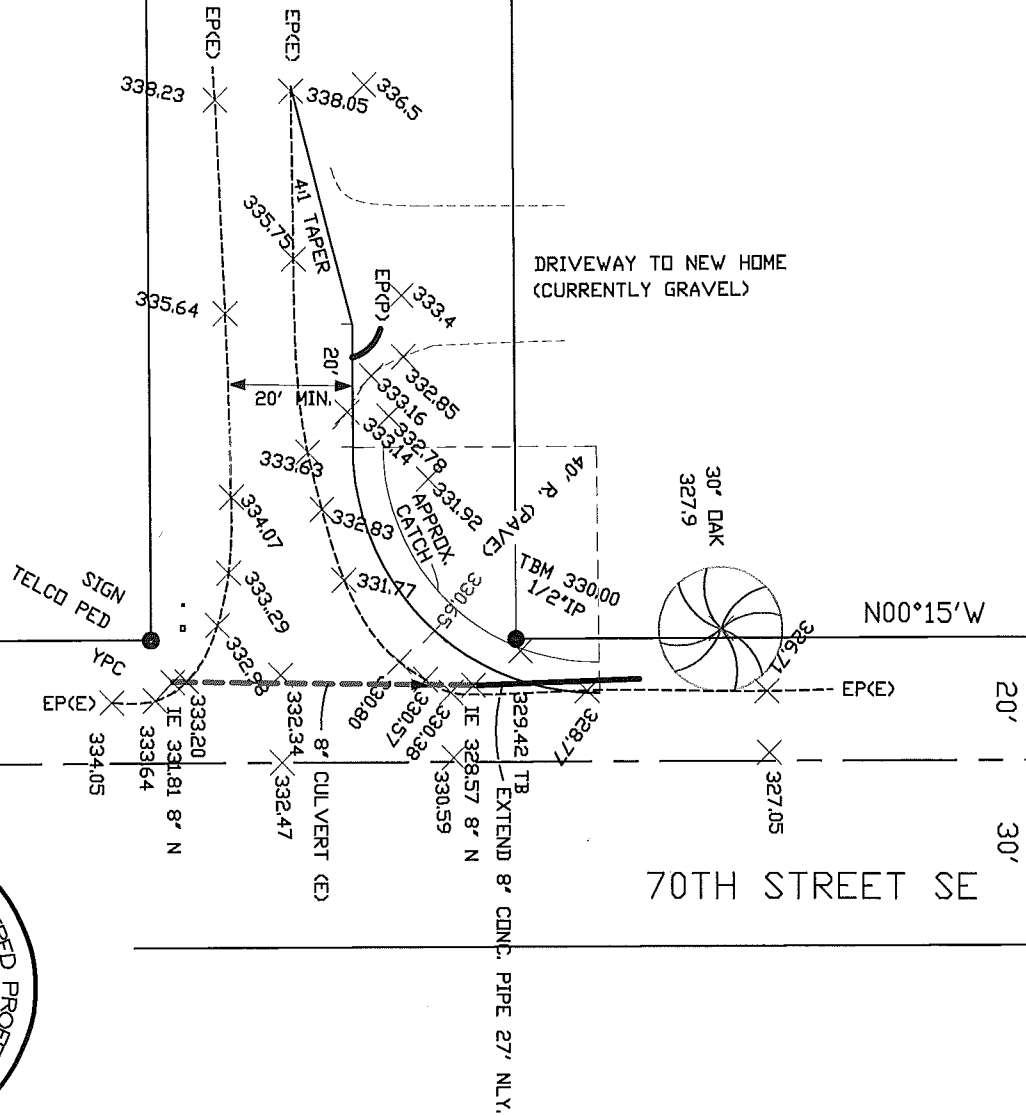 EP(E)
EP(E)
338.23
338.05
336.5
4:1 TAPER
335.75
335.64
EP(P)
333.4
DRIVEWAY TO NEW HOME
(CURRENTLY GRAVEL)
20'
20' MIN.
332.85
333.16
333.14
332.78
333.63
331.92
40' R. (PAVE)
APPROX.
CATCH
30" OAK
327.9
334.07
332.83
331.77
330.65
TBM 330.00
1/2"IP
SIGN
TELCO PED
333.29
332.98
YPC
N00°15'W
326.71
EP(E)
EP(E)
334.05
333.64
333.20
IE 331.81 8" N
332.34
332.47
8" CULVERT (E)
330.80
330.57
330.38
330.59
IE 328.57 8" N
329.42 TB
EXTEND 8" CONC. PIPE 27' NLY.
328.77
327.05
20'
30'
70TH STREET SE